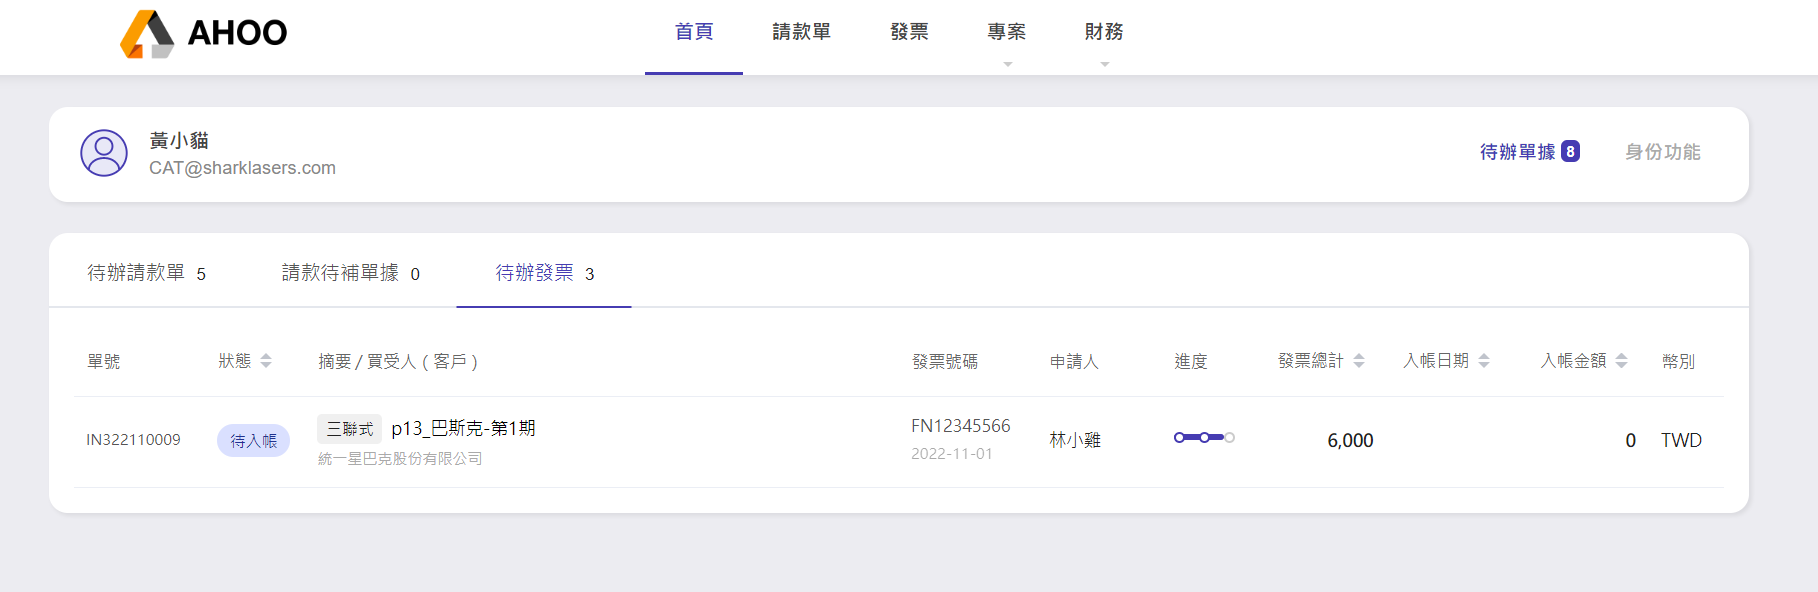 AHOO 首頁 請款單 發票 專案 財務
黃小貓
CAT@sharklasers.com
待辦單據 8 身份功能
待辦請款單 5 請款待補單據 0 待辦發票 3
單號 狀態 摘要 / 買受人 ( 客戶 ) 發票號碼 申請人 進度 發票總計 入帳日期 入帳金額 幣別
IN322110009 待入帳 三聯式 p13_巴斯克-第1期 FN12345566 林小雞 6,000 0 TWD
統一星巴克股份有限公司 2022-11-01